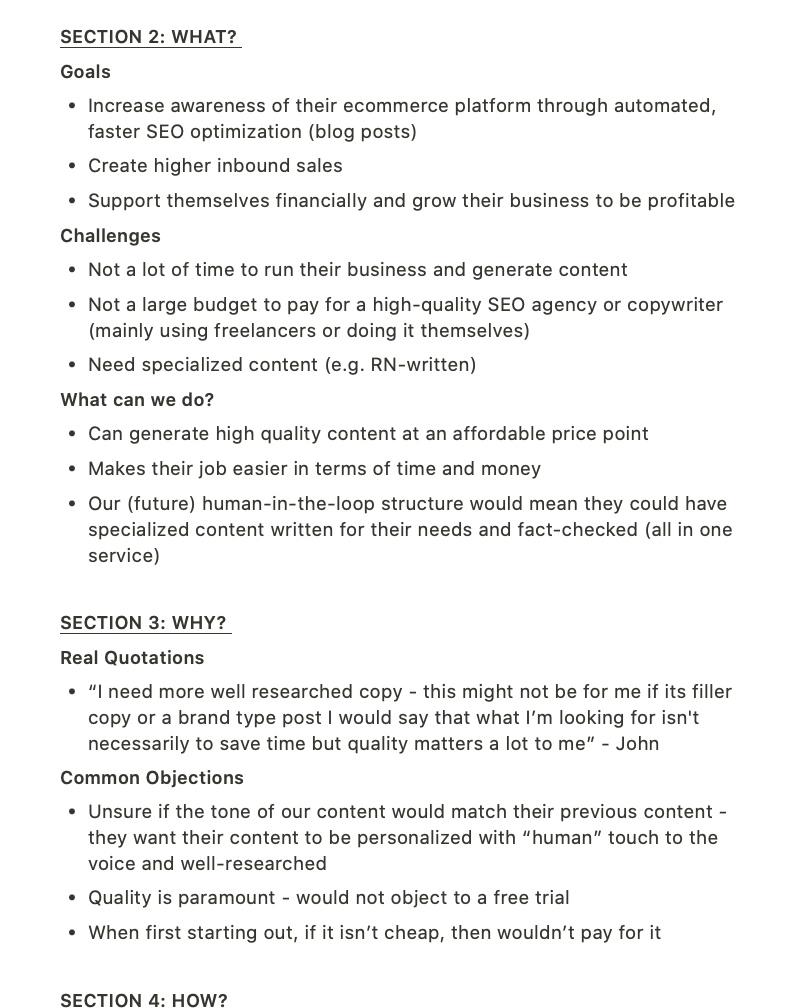 SECTION 2: WHAT?
Goals
• Increase awareness of their ecommerce platform through automated,
faster SEO optimization (blog posts)
• Create higher inbound sales
• Support themselves financially and grow their business to be profitable
Challenges
• Not a lot of time to run their business and generate content
• Not a large budget to pay for a high-quality SEO agency or copywriter
(mainly using freelancers or doing it themselves)
• Need specialized content (e.g. RN-written)
What can we do?
• Can generate high quality content at an affordable price point
• Makes their job easier in terms of time and money
• Our (future) human-in-the-loop structure would mean they could have
specialized content written for their needs and fact-checked (all in one
service)
SECTION 3: WHY?
Real Quotations
• “I need more well researched copy - this might not be for me if its filler
copy or a brand type post I would say that what I’m looking for isn't
necessarily to save time but quality matters a lot to me” - John
Common Objections
• Unsure if the tone of our content would match their previous content -
they want their content to be personalized with “human” touch to the
voice and well-researched
• Quality is paramount - would not object to a free trial
• When first starting out, if it isn’t cheap, then wouldn’t pay for it
SECTION 4: HOW?